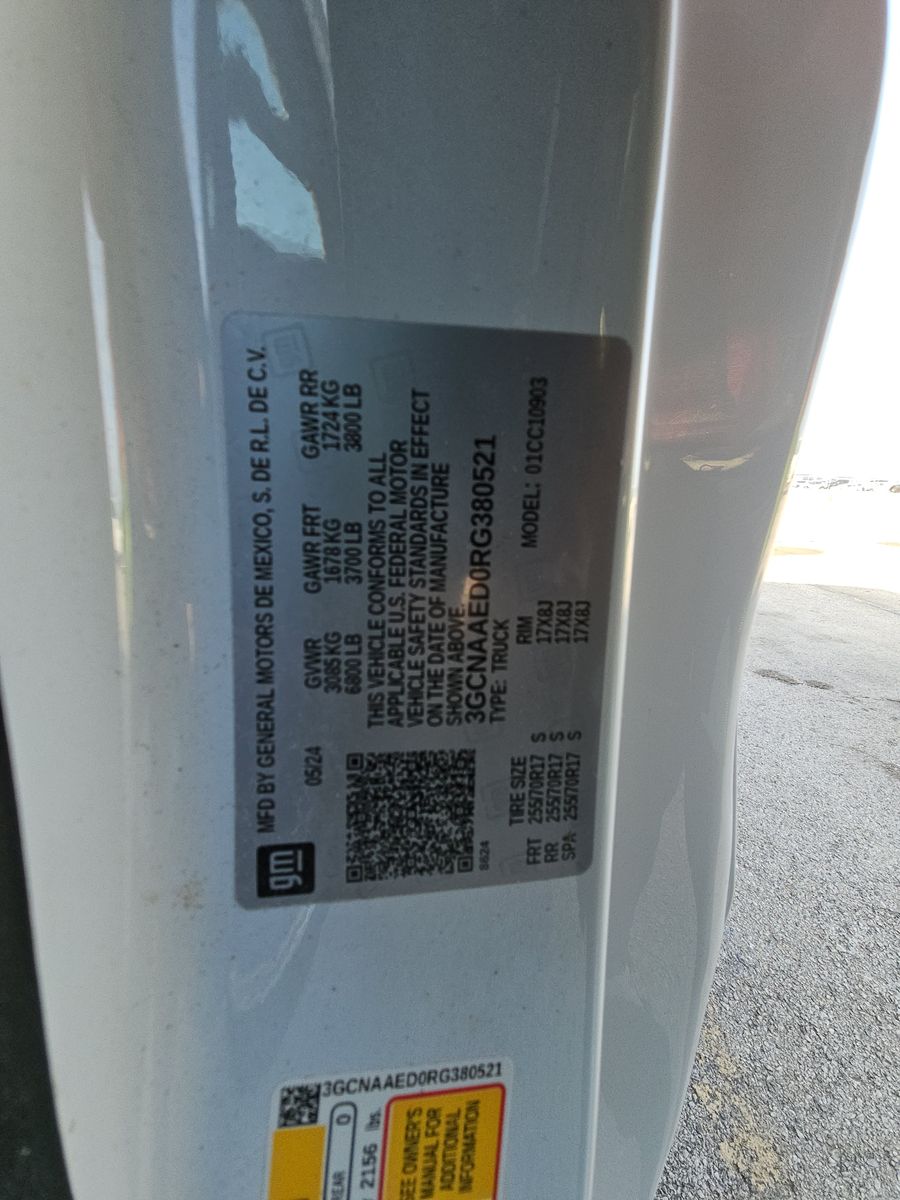 gm
MFD BY GENERAL MOTORS DE MEXICO, S. DE R.L. DE C.V.
05/24 GVWR GAWR FRT GAWR RR
3085 KG 1678 KG 1724 KG
6800 LB 3700 LB 3800 LB
THIS VEHICLE CONFORMS TO ALL
APPLICABLE U.S. FEDERAL MOTOR
VEHICLE SAFETY STANDARDS IN EFFECT
ON THE DATE OF MANUFACTURE
SHOWN ABOVE.
3GCNAAED0RG380521
8624 TYPE: TRUCK
TIRE SIZE RIM MODEL: 01CC10903
FRT 255/70R17 S 17X8J
RR 255/70R17 S 17X8J
SPA 255/70R17 S 17X8J
3GCNAAED0RG380521
REAR 0
2156 lbs.
SEE OWNER'S
MANUAL FOR
ADDITIONAL
INFORMATION